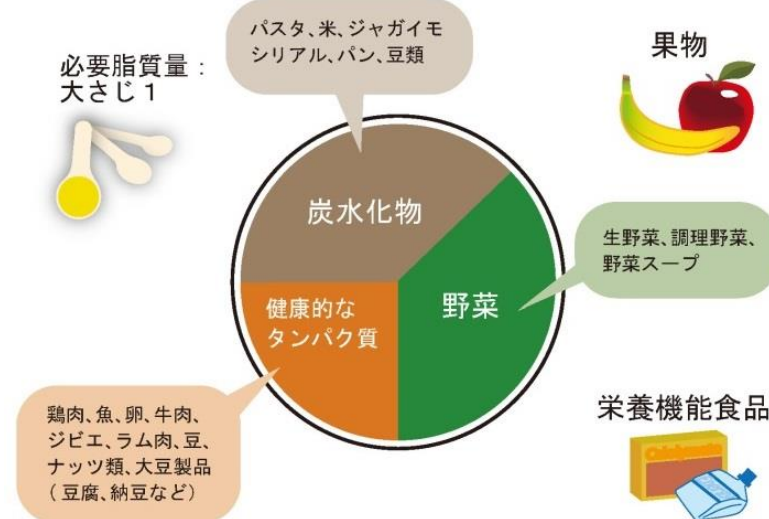 パスタ、米、ジャガイモ
シリアル、パン、豆類
必要脂質量：
大さじ１
果物
炭水化物
生野菜、調理野菜、
野菜スープ
健康的な
タンパク質
野菜
鶏肉、魚、卵、牛肉、
ジビエ、ラム肉、豆、
ナッツ類、大豆製品
（豆腐、納豆など）
栄養機能食品